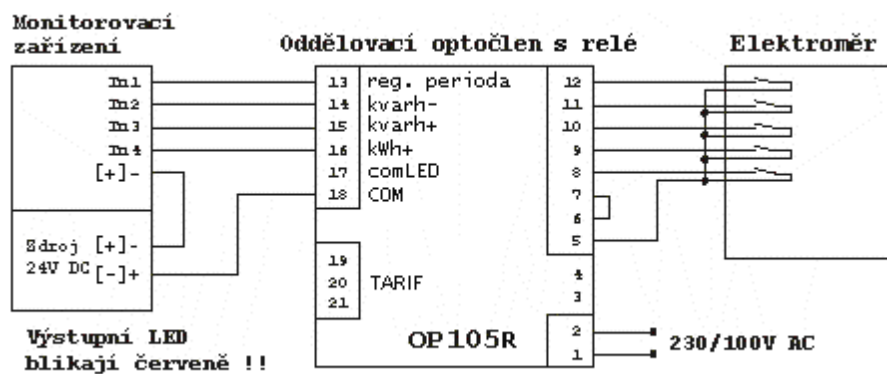 Monitorovací
zařízení
Oddělovací optočlen s relé
Elektroměr
In1
In2
In3
In4
[+]-
Zdroj [+]-
24V DC [-]+
13 reg. perioda
14 kvarh-
15 kvarh+
16 kWh+
17 comLED
18 COM
19
20 TARIF
21
12
11
10
9
8
7
6
5
4
3
2
1
OP105R
230/100V AC
Výstupní LED
blikají červeně !!